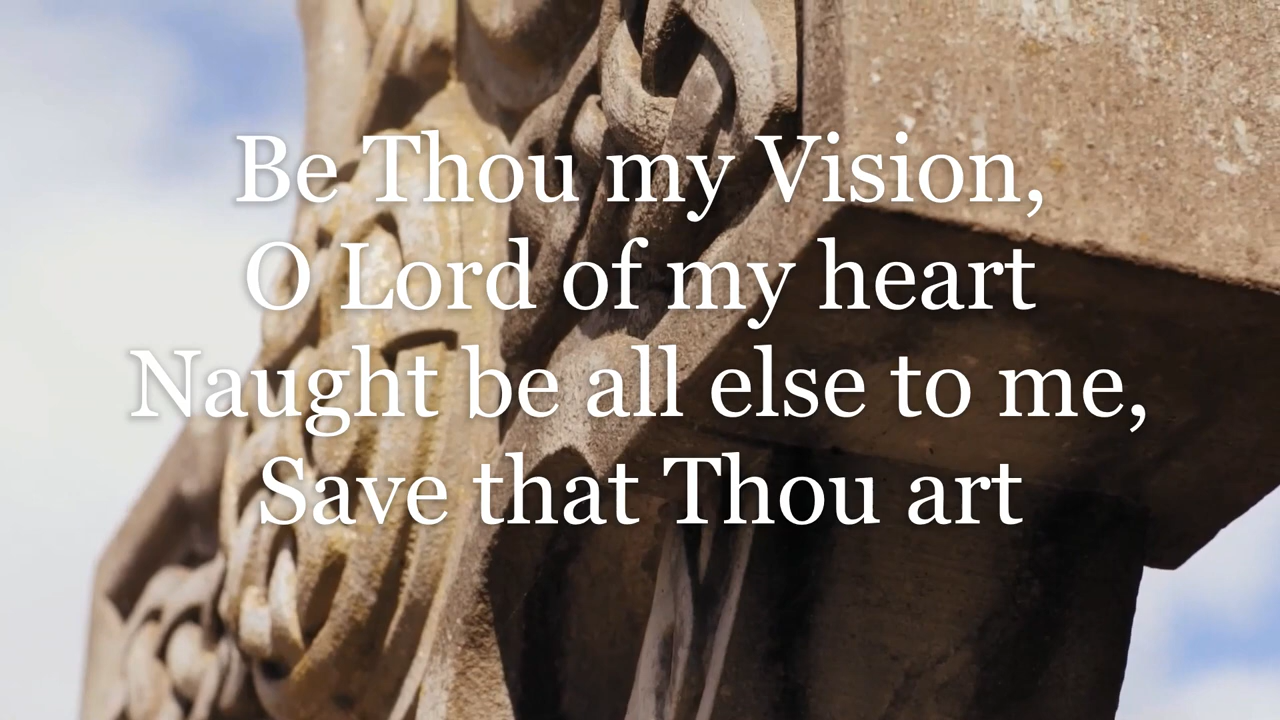 Be Thou my Vision,
O Lord of my heart
Naught be all else to me,
Save that Thou art